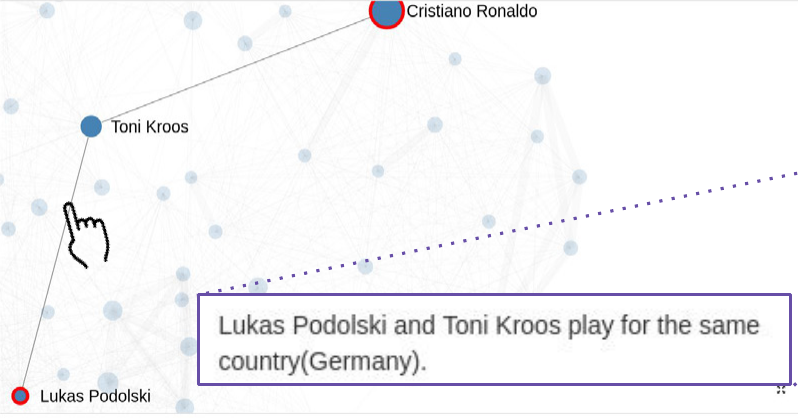 Cristiano Ronaldo
Toni Kroos
Lukas Podolski and Toni Kroos play for the same
country(Germany).
Lukas Podolski